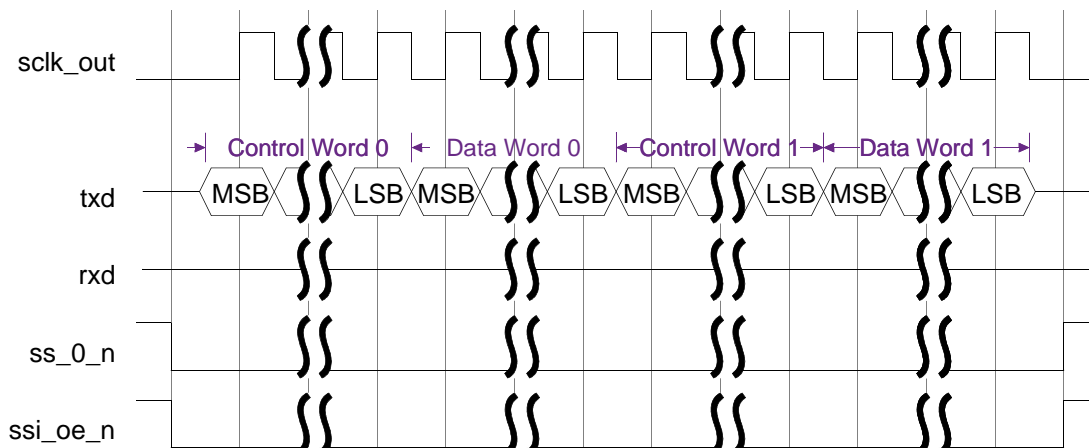 sclk_out
Control Word 0 Data Word 0 Control Word 1 Data Word 1
txd MSB LSB MSB LSB MSB LSB MSB LSB
rxd
ss_0_n
ssi_oe_n